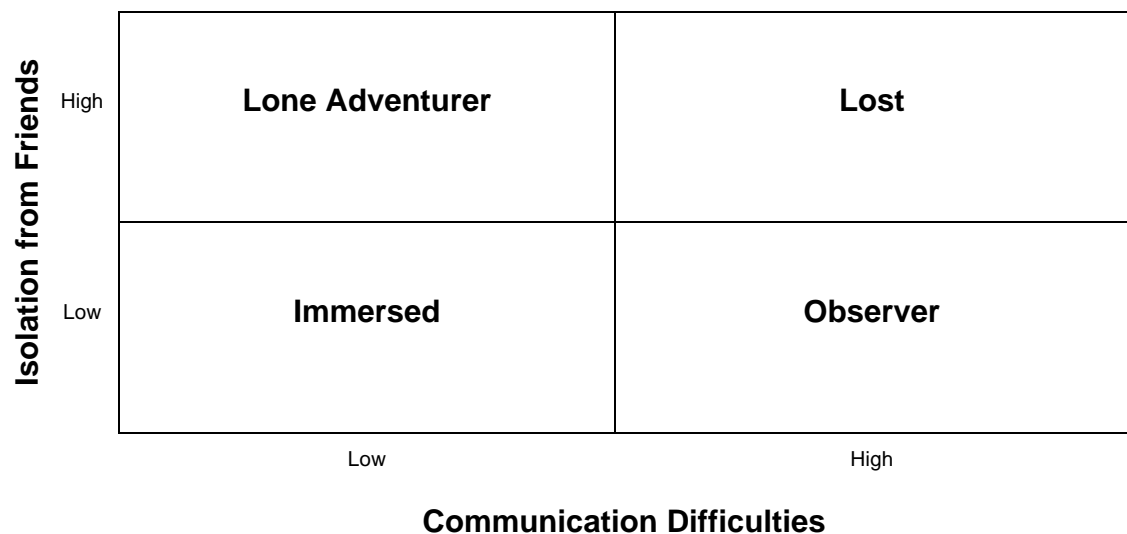 Isolation from Friends
High
Lone Adventurer
Lost
Low
Immersed
Observer
Low
High
Communication Difficulties